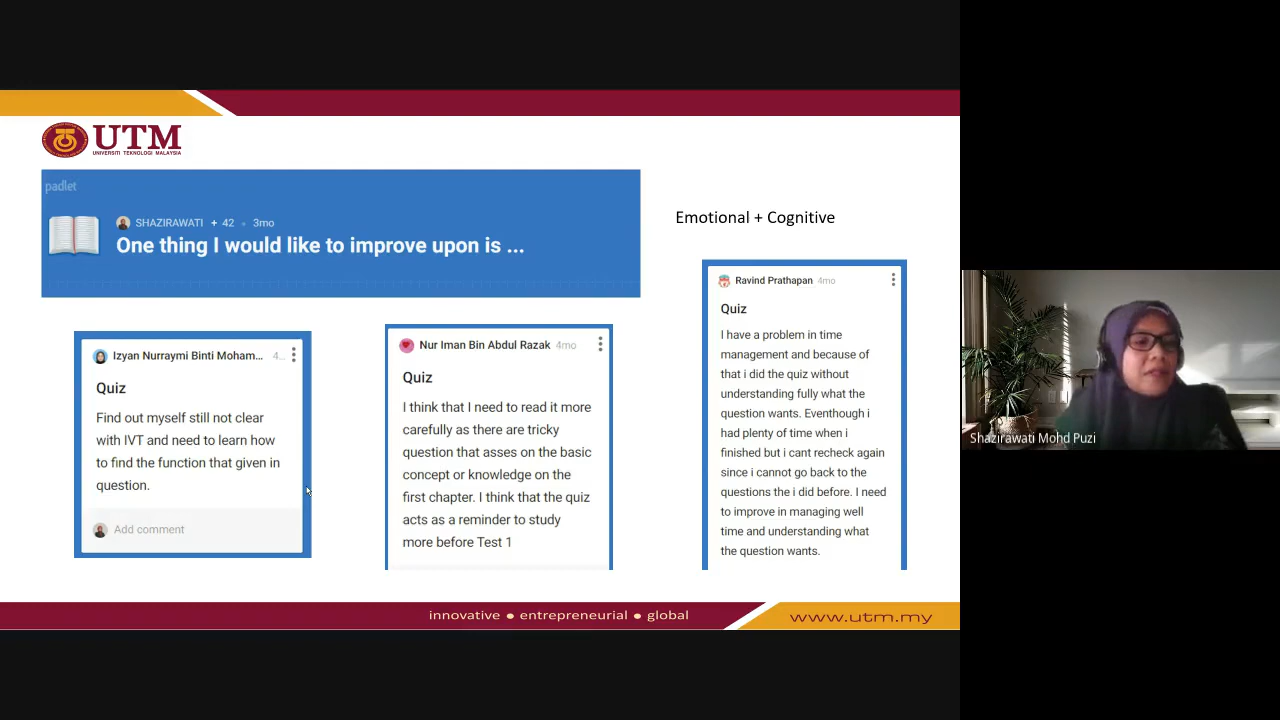 UTM
UNIVERSITI TEKNOLOGI MALAYSIA
padlet
SHAZIRAWATI + 42 • 3mo
One thing I would like to improve upon is ...
Emotional + Cognitive
Izyan Nurraymi Binti Moham... 4..
Quiz
Find out myself still not clear
with IVT and need to learn how
to find the function that given in
question.
Add comment
Nur Iman Bin Abdul Razak 4mo
Quiz
I think that I need to read it more
carefully as there are tricky
question that asses on the basic
concept or knowledge on the
first chapter. I think that the quiz
acts as a reminder to study
more before Test 1
Ravind Prathapan 4mo
Quiz
I have a problem in time
management and because of
that i did the quiz without
understanding fully what the
question wants. Eventhough i
had plenty of time when i
finished but i cant recheck again
since i cannot go back to the
questions the i did before. I need
to improve in managing well
time and understanding what
the question wants.
Shazirawati Mohd Puzi
innovative ● entrepreneurial ● global
www.utm.my